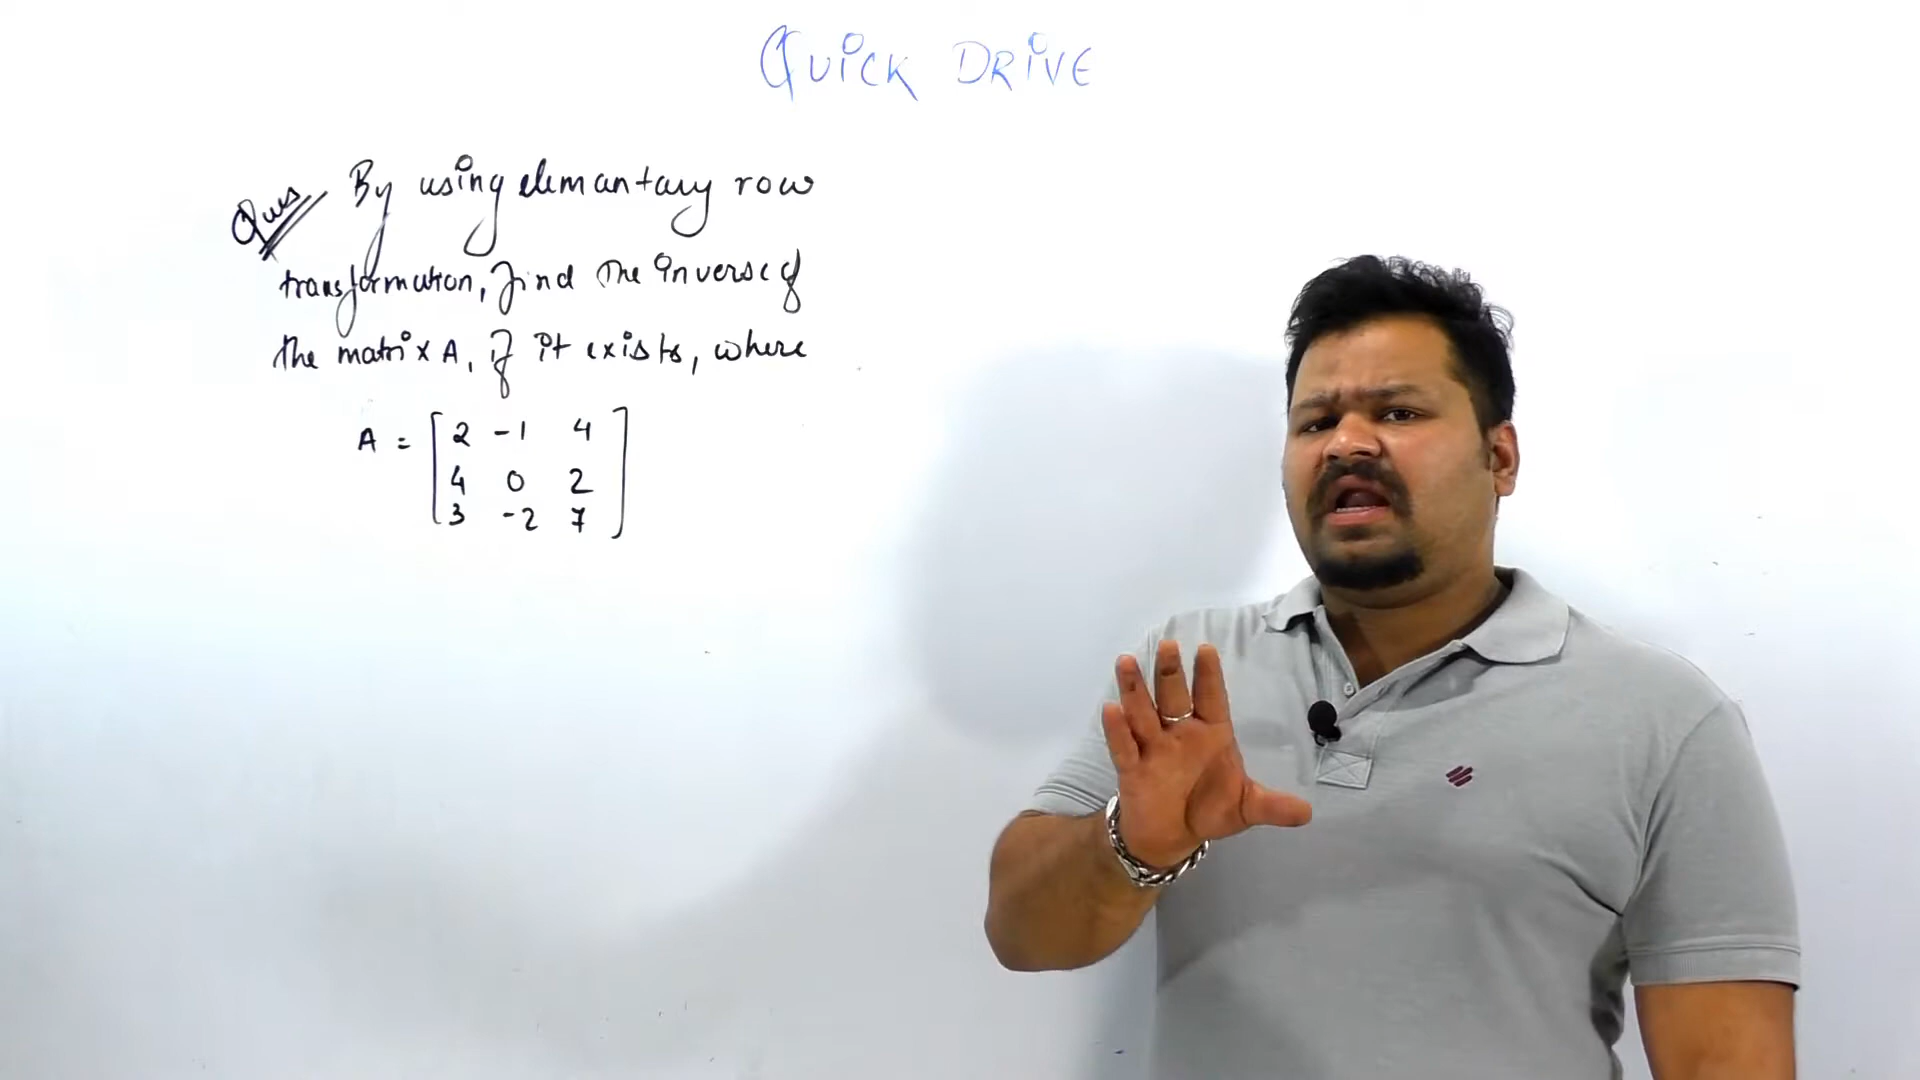 QUICK DRIVE
Ques By using elemantary row
transformation, find the inverse of
the matrix A, if it exists, where
A = [ 2 -1 4
4 0 2
3 -2 7 ]